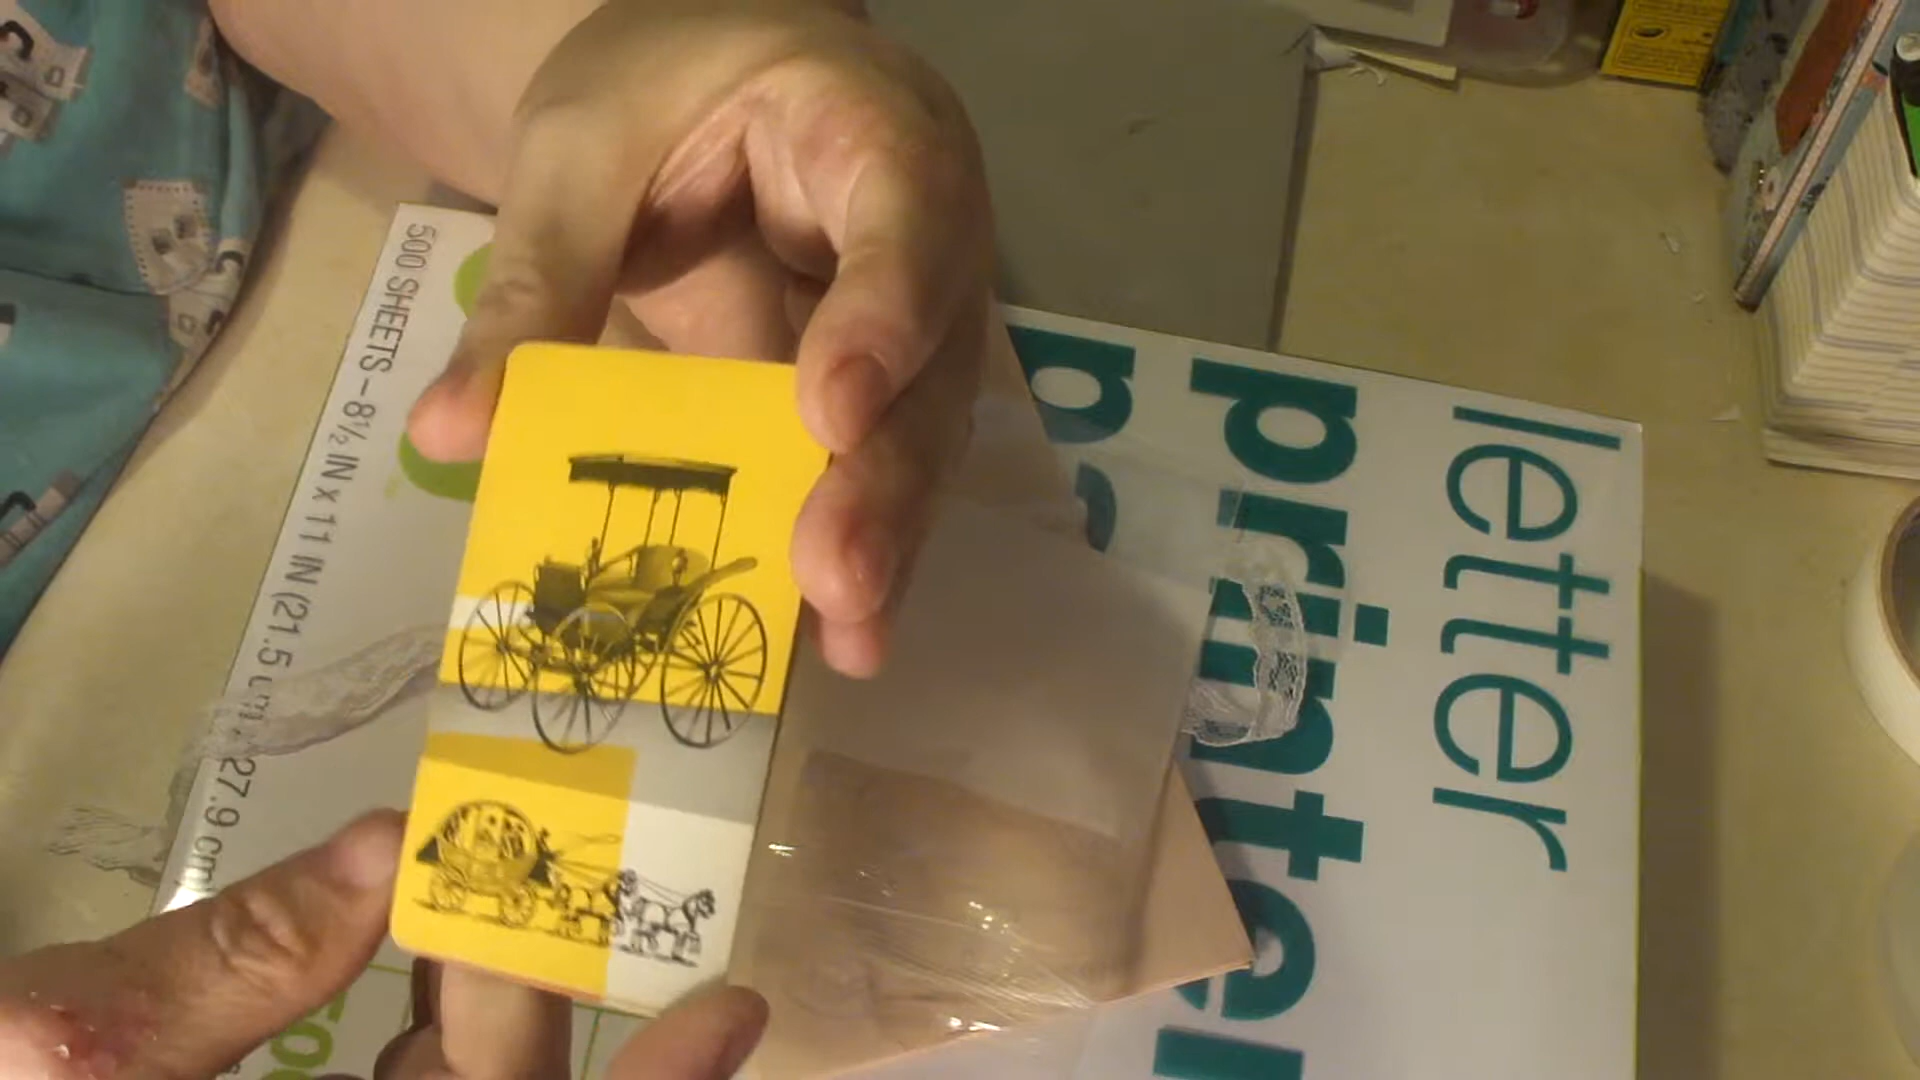 letter
printer
500 SHEETS – 8½ IN x 11 IN (21.5 cm x 27.9 cm)